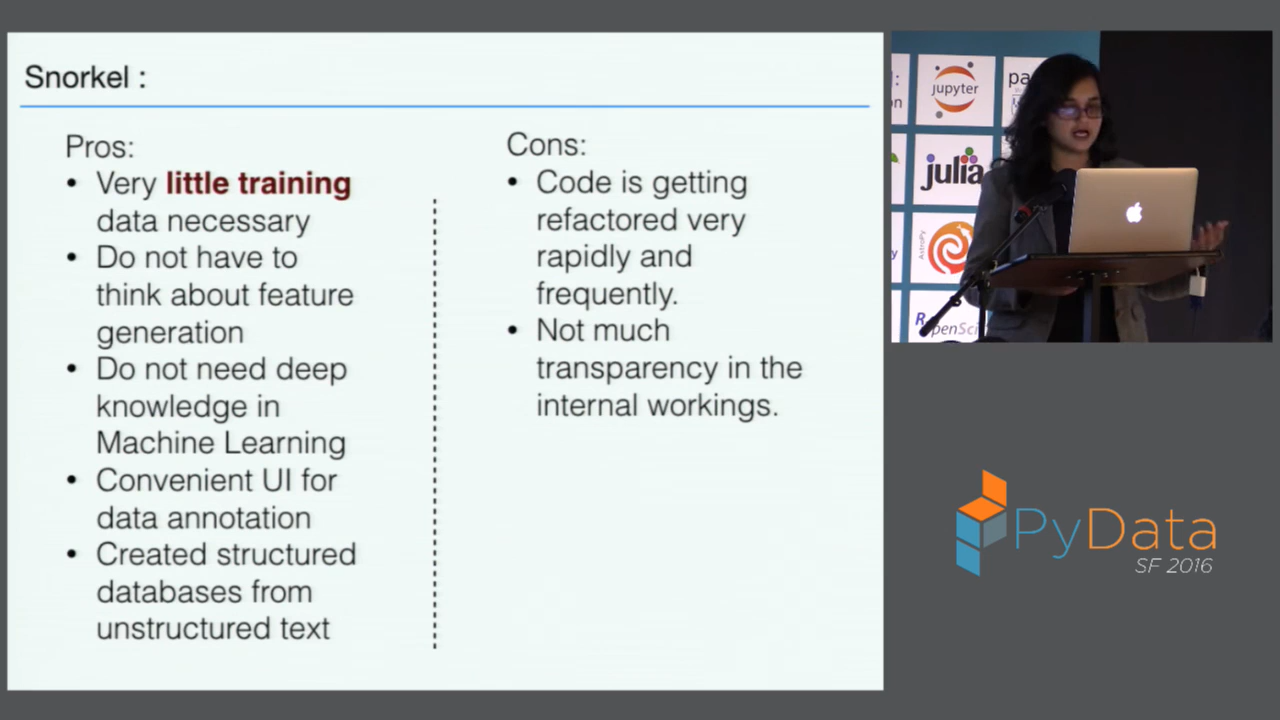 Snorkel :
Pros:
• Very little training
data necessary
• Do not have to
think about feature
generation
• Do not need deep
knowledge in
Machine Learning
• Convenient UI for
data annotation
• Created structured
databases from
unstructured text
Cons:
• Code is getting
refactored very
rapidly and
frequently.
• Not much
transparency in the
internal workings.
jupyter
julia
AstroPy
PyData
SF 2016